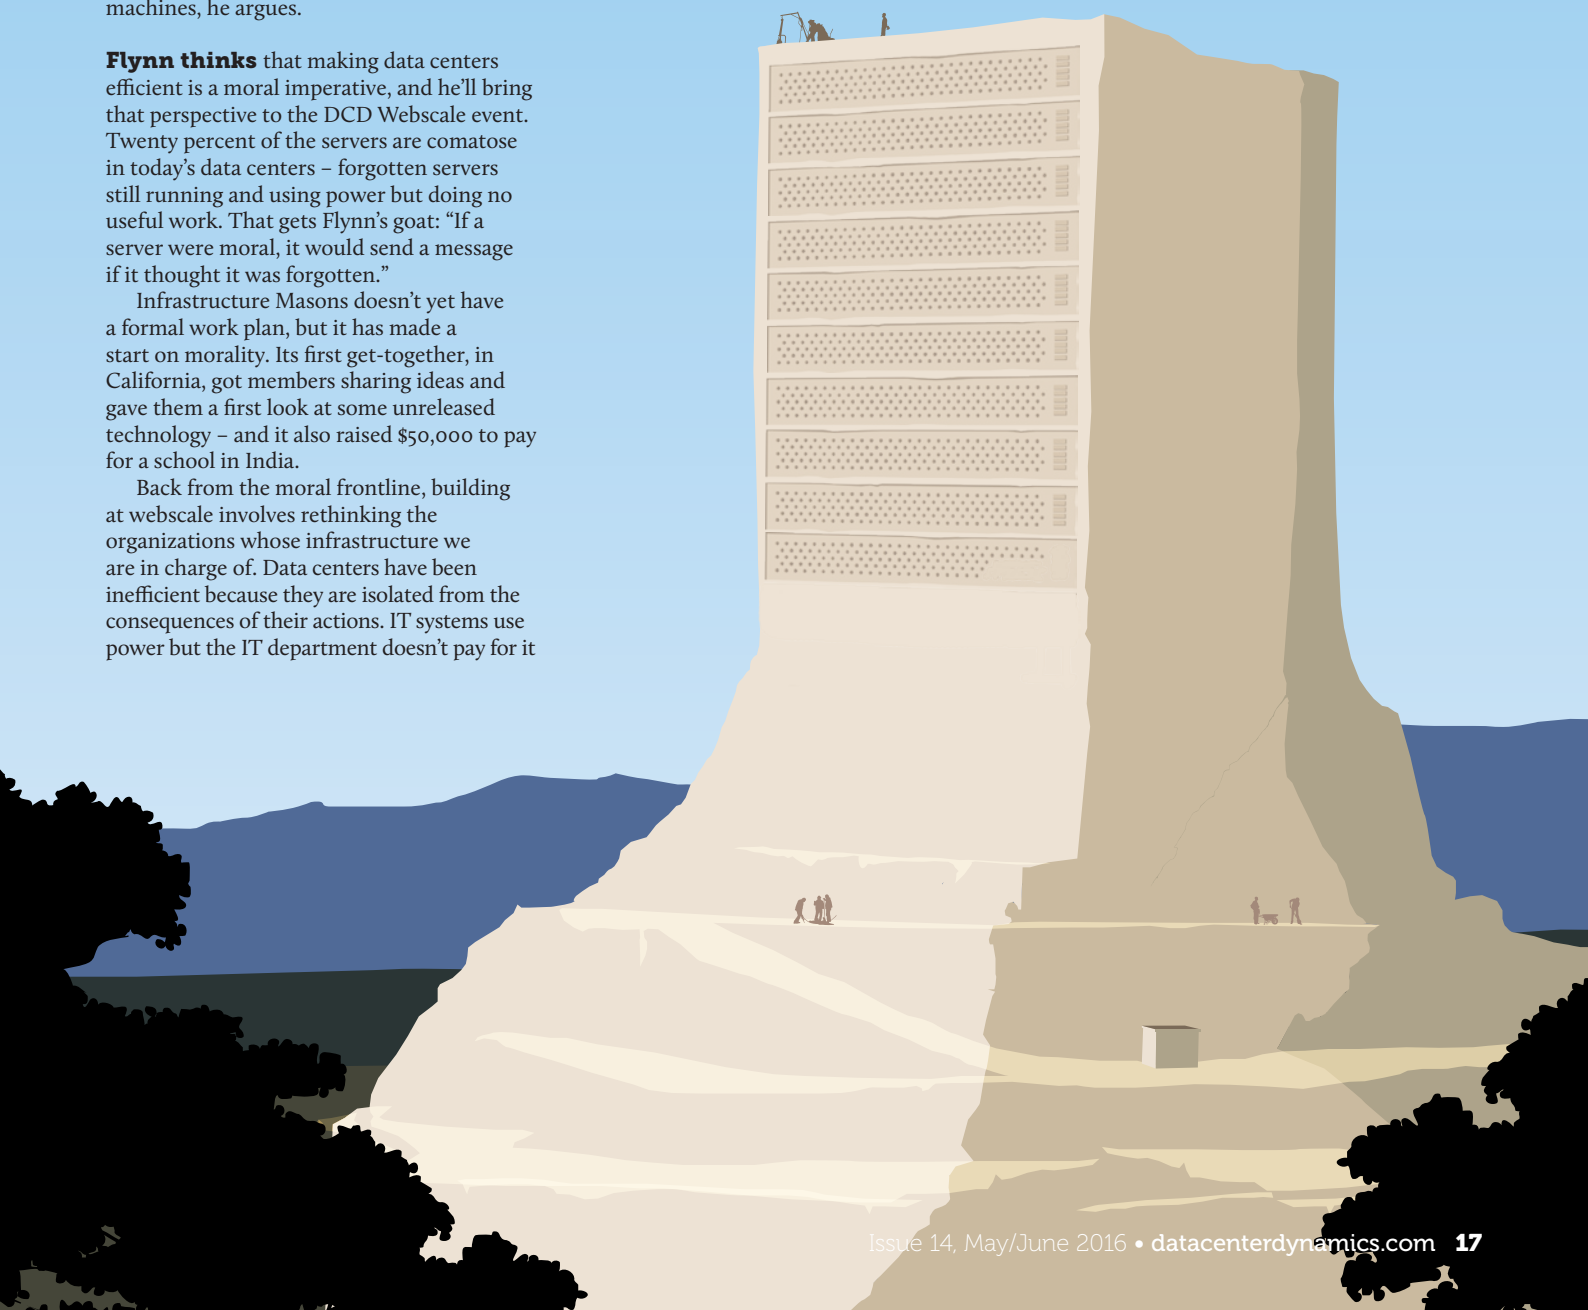 machines, he argues.
Flynn thinks that making data centers
efficient is a moral imperative, and he’ll bring
that perspective to the DCD Webscale event.
Twenty percent of the servers are comatose
in today’s data centers – forgotten servers
still running and using power but doing no
useful work. That gets Flynn’s goat: “If a
server were moral, it would send a message
if it thought it was forgotten.”
Infrastructure Masons doesn’t yet have
a formal work plan, but it has made a
start on morality. Its first get-together, in
California, got members sharing ideas and
gave them a first look at some unreleased
technology – and it also raised $50,000 to pay
for a school in India.
Back from the moral frontline, building
at webscale involves rethinking the
organizations whose infrastructure we
are in charge of. Data centers have been
inefficient because they are isolated from the
consequences of their actions. IT systems use
power but the IT department doesn’t pay for it
Issue 14, May/June 2016 • datacenterdynamics.com 17